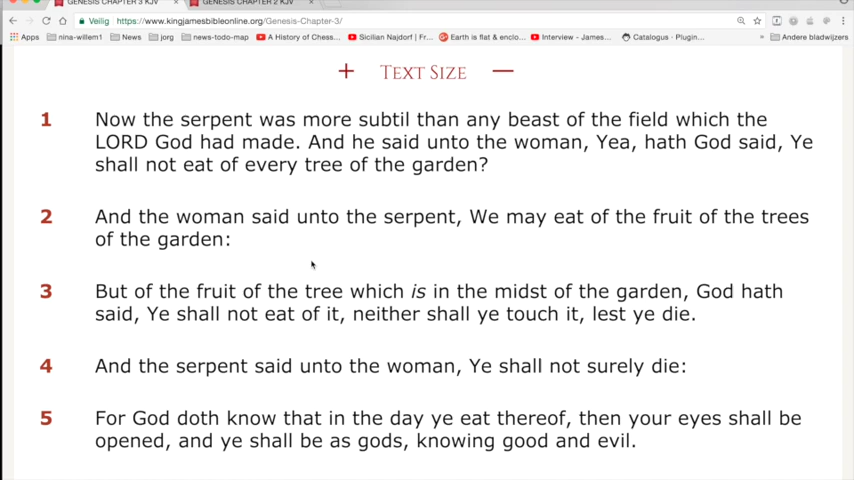 GENESIS CHAPTER 3 KJV
GENESIS CHAPTER 2 KJV
Veilig https://www.kingjamesbibleonline.org/Genesis-Chapter-3/
Apps nina-willem1 News jorg news-todo-map A History of Chess... Sicilian Najdorf | Fr... Earth is flat & enclo... Interview - James... Catalogus · Plugin... » Andere bladwijzers
+ TEXT SIZE —
1 Now the serpent was more subtil than any beast of the field which the
LORD God had made. And he said unto the woman, Yea, hath God said, Ye
shall not eat of every tree of the garden?
2 And the woman said unto the serpent, We may eat of the fruit of the trees
of the garden:
3 But of the fruit of the tree which is in the midst of the garden, God hath
said, Ye shall not eat of it, neither shall ye touch it, lest ye die.
4 And the serpent said unto the woman, Ye shall not surely die:
5 For God doth know that in the day ye eat thereof, then your eyes shall be
opened, and ye shall be as gods, knowing good and evil.